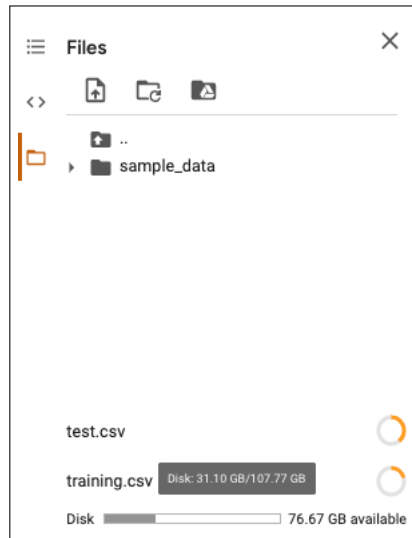 Files
..
sample_data
test.csv
training.csv Disk: 31.10 GB/107.77 GB
Disk 76.67 GB available